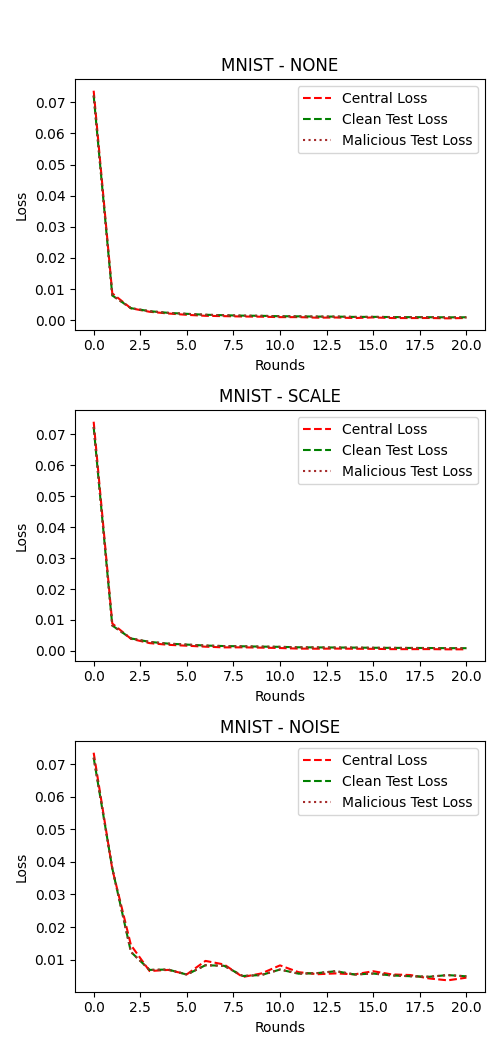 MNIST - NONE
Central Loss
Clean Test Loss
Malicious Test Loss
0.07
0.06
0.05
0.04
0.03
0.02
0.01
0.00
Loss
0.0 2.5 5.0 7.5 10.0 12.5 15.0 17.5 20.0
Rounds
MNIST - SCALE
Central Loss
Clean Test Loss
Malicious Test Loss
0.07
0.06
0.05
0.04
0.03
0.02
0.01
0.00
Loss
0.0 2.5 5.0 7.5 10.0 12.5 15.0 17.5 20.0
Rounds
MNIST - NOISE
Central Loss
Clean Test Loss
Malicious Test Loss
0.07
0.06
0.05
0.04
0.03
0.02
0.01
Loss
0.0 2.5 5.0 7.5 10.0 12.5 15.0 17.5 20.0
Rounds